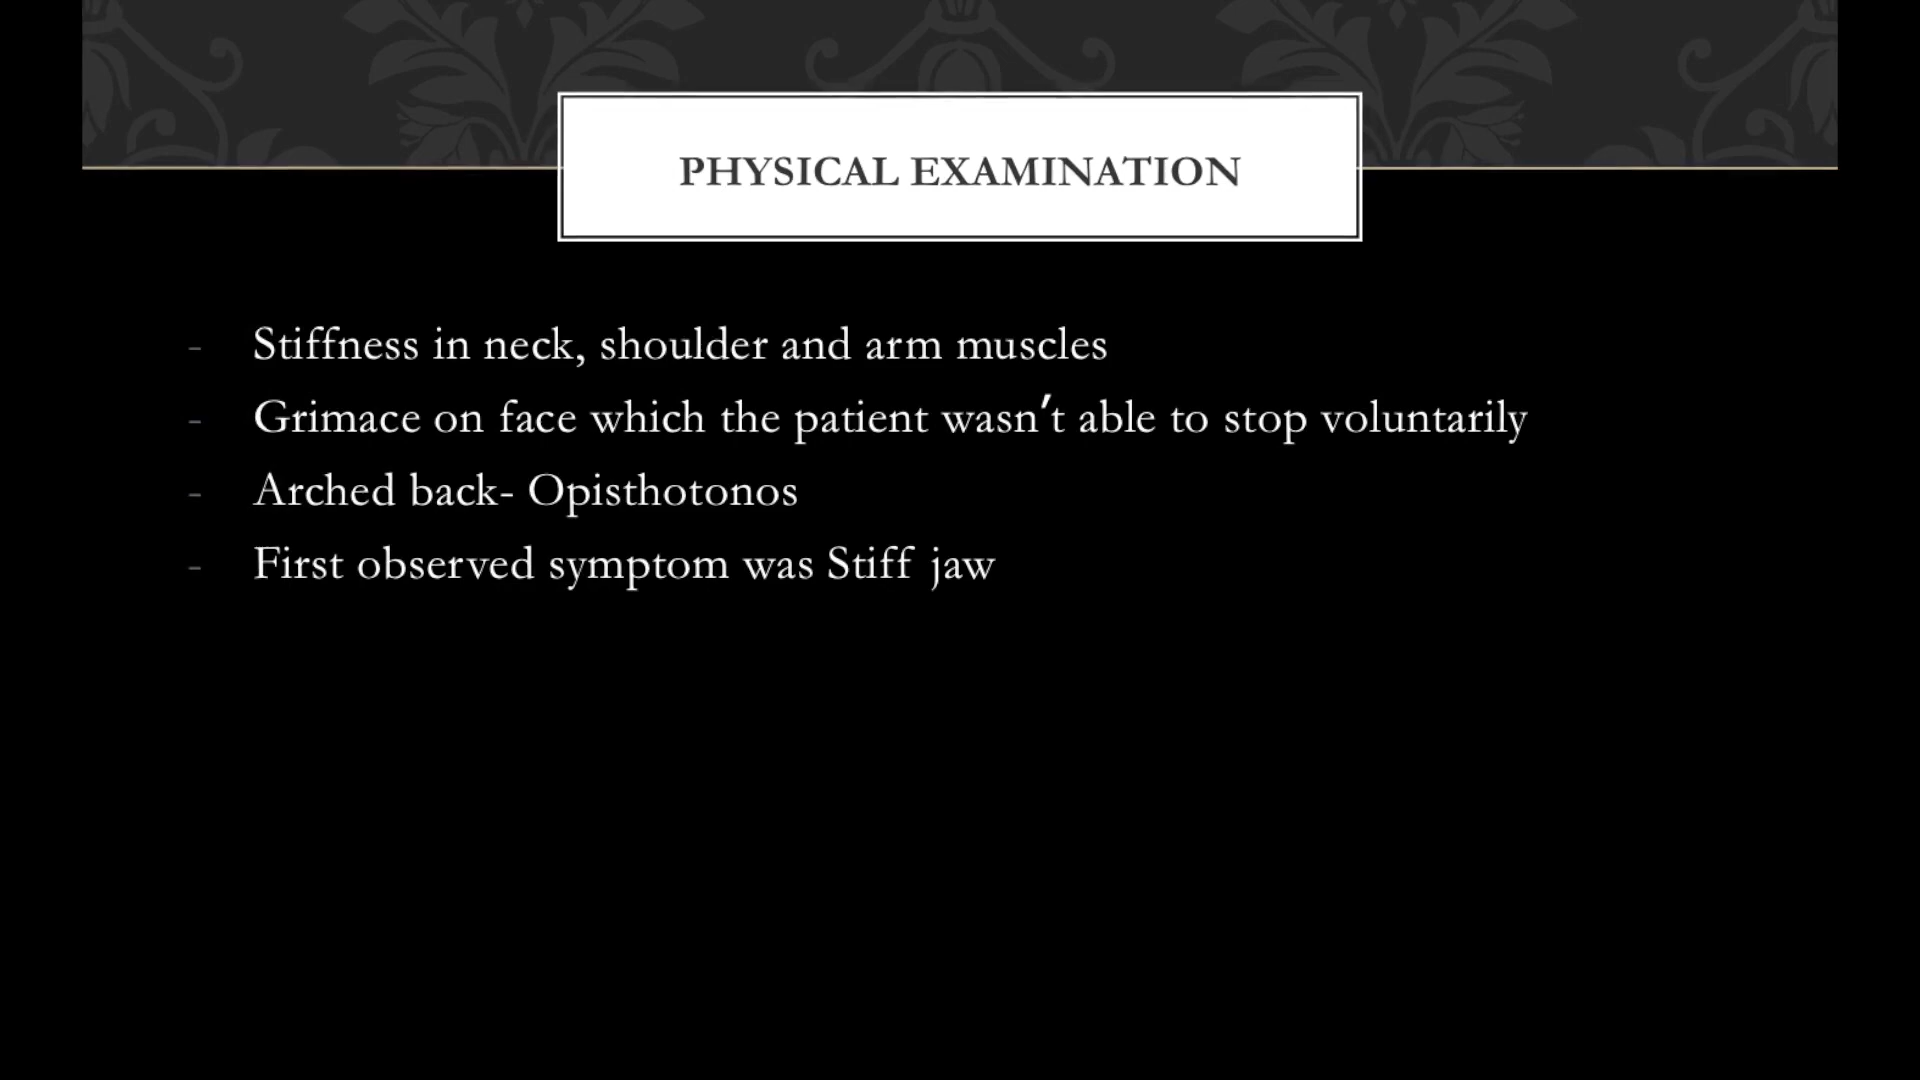 PHYSICAL EXAMINATION
- Stiffness in neck, shoulder and arm muscles
- Grimace on face which the patient wasn't able to stop voluntarily
- Arched back- Opisthotonos
- First observed symptom was Stiff jaw